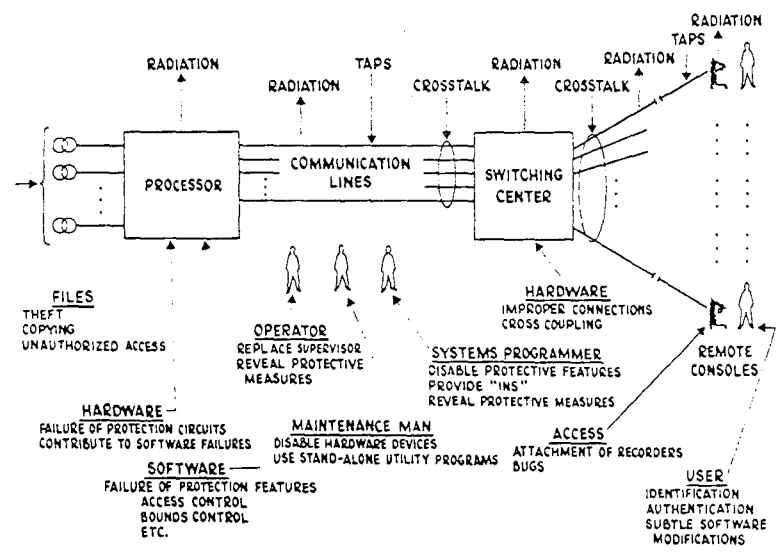 RADIATION
TAPS
RADIATION
RADIATION
TAPS
RADIATION
RADIATION
CROSSTALK
CROSSTALK
RADIATION
PROCESSOR
COMMUNICATION
LINES
SWITCHING
CENTER
FILES
THEFT
COPYING
UNAUTHORIZED ACCESS
OPERATOR
REPLACE SUPERVISOR
REVEAL PROTECTIVE
MEASURES
HARDWARE
IMPROPER CONNECTIONS
CROSS COUPLING
SYSTEMS PROGRAMMER
DISABLE PROTECTIVE FEATURES
PROVIDE "INS"
REVEAL PROTECTIVE MEASURES
REMOTE
CONSOLES
HARDWARE
FAILURE OF PROTECTION CIRCUITS
CONTRIBUTE TO SOFTWARE FAILURES
MAINTENANCE MAN
DISABLE HARDWARE DEVICES
USE STAND-ALONE UTILITY PROGRAMS
ACCESS
ATTACHMENT OF RECORDERS
BUGS
SOFTWARE
FAILURE OF PROTECTION FEATURES
ACCESS CONTROL
BOUNDS CONTROL
ETC.
USER
IDENTIFICATION
AUTHENTICATION
SUBTLE SOFTWARE
MODIFICATIONS